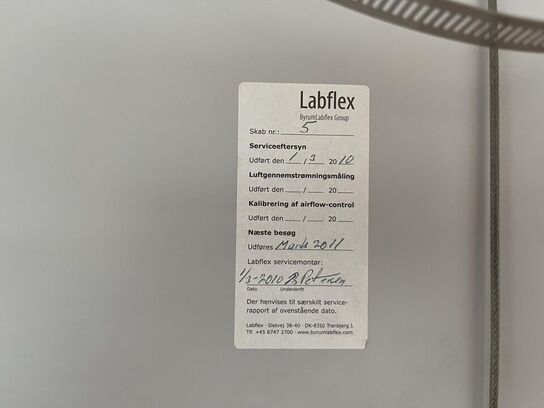 Labflex
ByrumLabflex Group
Skab nr.: 5
Serviceeftersyn
Udført den 1 / 3 2010
Luftgennemstrømningsmåling
Udført den / 20
Kalibrering af airflow-control
Udført den / 20
Næste besøg
Udføres Marts 2011
Labflex servicemontør:
1/3-2010 Petersen
Dato Underskrift
Der henvises til særskilt service-
rapport af ovenstående dato.
Labflex · Sletvej 38-40 · DK-8310 Tranbjerg J.
Tlf. +45 8747 2700 · www.byrumlabflex.com